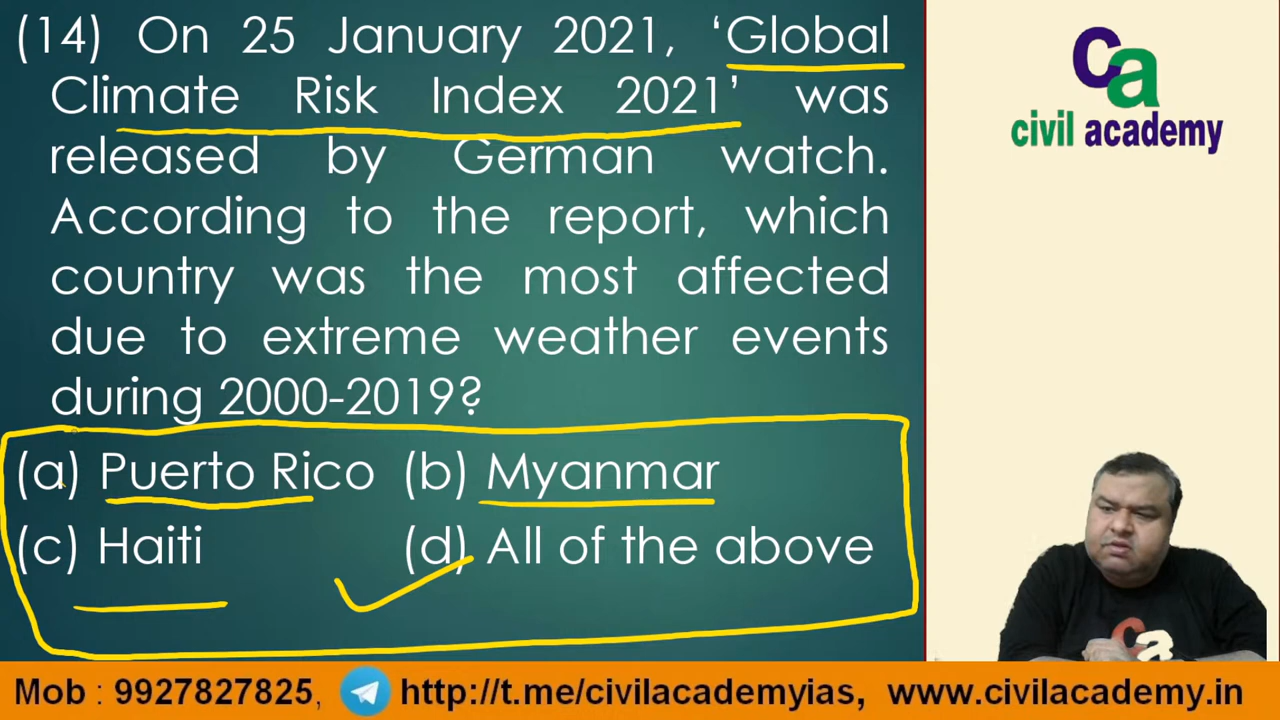 (14) On 25 January 2021, ‘Global
Climate Risk Index 2021’ was
released by German watch.
According to the report, which
country was the most affected
due to extreme weather events
during 2000-2019?
(a) Puerto Rico (b) Myanmar
(c) Haiti (d) All of the above
ca
civil academy
ca
Mob : 9927827825, http://t.me/civilacademyias, www.civilacademy.in